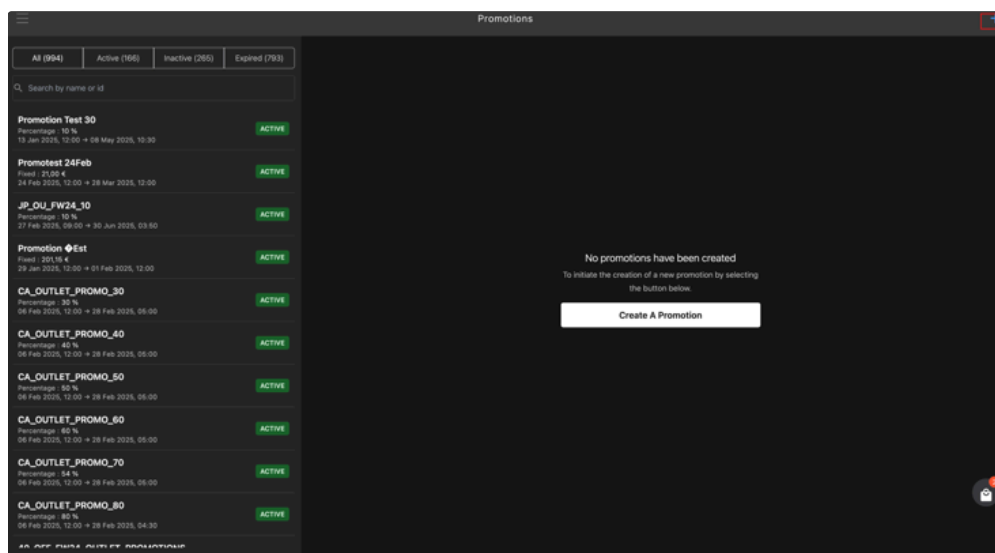 Promotions
All (994)
Active (166)
Inactive (265)
Expired (793)
Search by name or id
Promotion Test 30
Percentage : 10 %
13 Jan 2025, 12:00 → 08 May 2025, 10:30
ACTIVE
Promotest 24Feb
Fixed : 21,00 €
24 Feb 2025, 12:00 → 28 Mar 2025, 12:00
ACTIVE
JP_OU_FW24_10
Percentage : 10 %
27 Feb 2025, 09:00 → 30 Jun 2025, 03:50
ACTIVE
Promotion �Est
Fixed : 201,15 €
29 Jan 2025, 12:00 → 01 Feb 2025, 12:00
ACTIVE
CA_OUTLET_PROMO_30
Percentage : 30 %
06 Feb 2025, 12:00 → 28 Feb 2025, 05:00
ACTIVE
CA_OUTLET_PROMO_40
Percentage : 40 %
06 Feb 2025, 12:00 → 28 Feb 2025, 05:00
ACTIVE
CA_OUTLET_PROMO_50
Percentage : 50 %
06 Feb 2025, 12:00 → 28 Feb 2025, 05:00
ACTIVE
CA_OUTLET_PROMO_60
Percentage : 60 %
06 Feb 2025, 12:00 → 28 Feb 2025, 05:00
ACTIVE
CA_OUTLET_PROMO_70
Percentage : 54 %
06 Feb 2025, 12:00 → 28 Feb 2025, 05:00
ACTIVE
CA_OUTLET_PROMO_80
Percentage : 80 %
06 Feb 2025, 12:00 → 28 Feb 2025, 04:30
ACTIVE
40_OFF_FW24_OUTLET_PROMOTIONS
No promotions have been created
To initiate the creation of a new promotion by selecting
the button below.
Create A Promotion